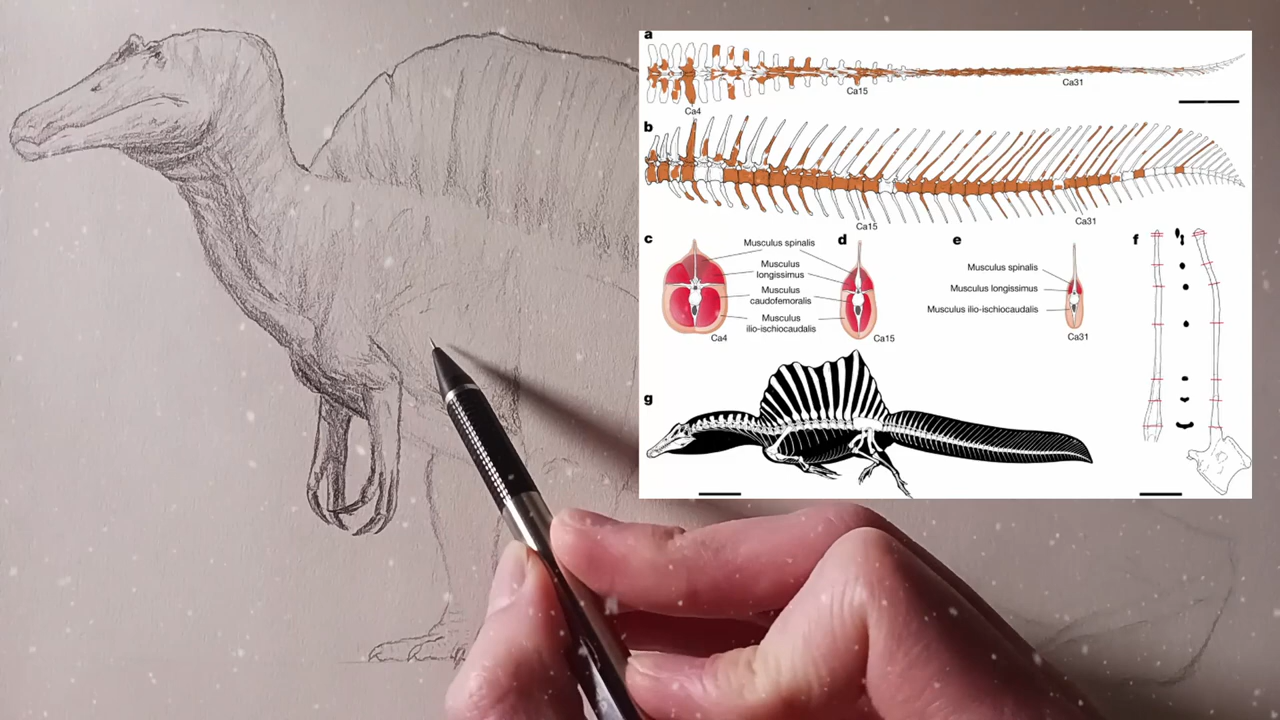 a
Ca4
Ca15
Ca31
b
Ca15
Ca31
c
Musculus spinalis
Musculus
longissimus
Musculus
caudofemoralis
Musculus
ilio-ischiocaudalis
Ca4
d
Ca15
e
Musculus spinalis
Musculus longissimus
Musculus ilio-ischiocaudalis
Ca31
f
g